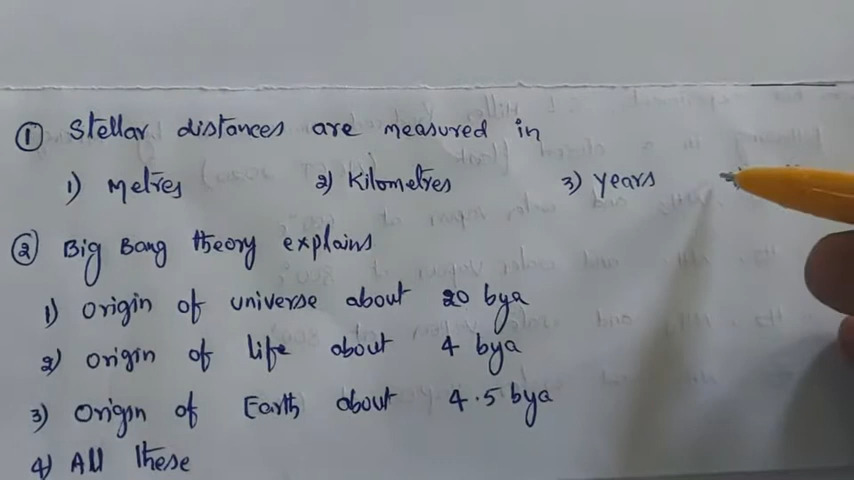 ① Stellar distances are measured in
1) Metres 2) Kilometres 3) Years
② Big Bang theory explains
1) Origin of universe about 20 bya
2) Origin of life about 4 bya
3) Origin of Earth about 4.5 bya
4) All these